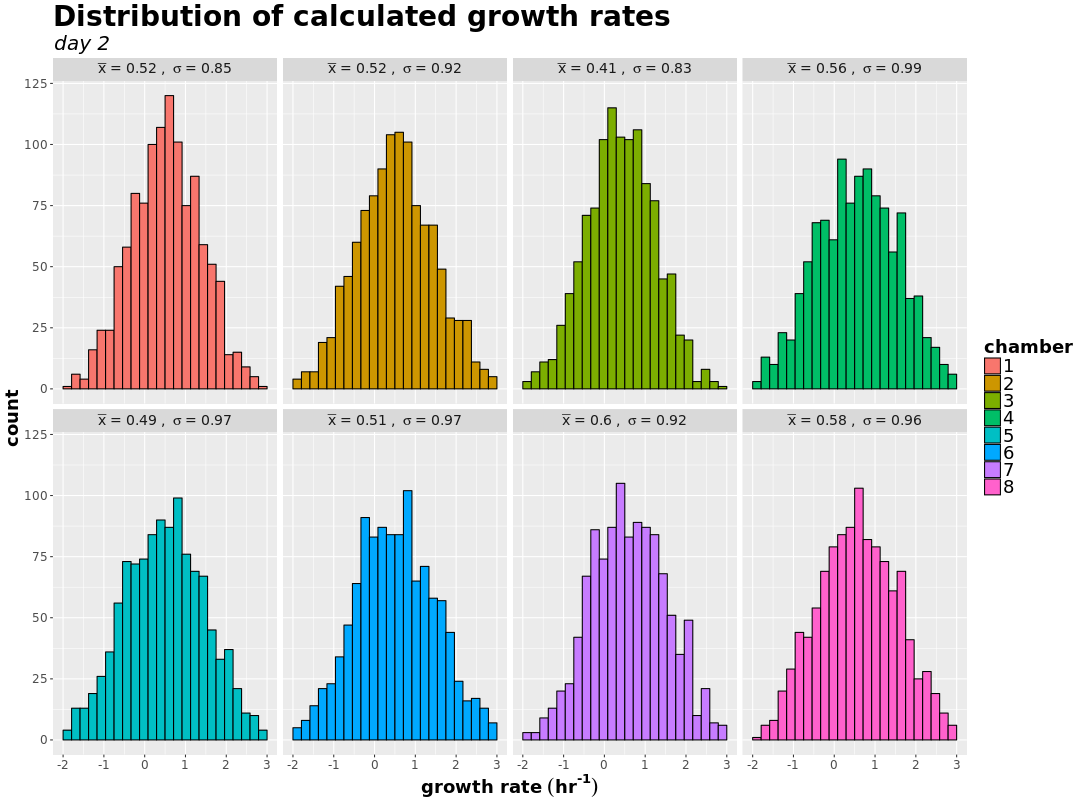 Distribution of calculated growth rates
day 2
x̅ = 0.52 , σ = 0.85
x̅ = 0.52 , σ = 0.92
x̅ = 0.41 , σ = 0.83
x̅ = 0.56 , σ = 0.99
125
100
75
50
25
0
x̅ = 0.49 , σ = 0.97
x̅ = 0.51 , σ = 0.97
x̅ = 0.6 , σ = 0.92
x̅ = 0.58 , σ = 0.96
125
100
75
50
25
0
-2 -1 0 1 2 3
-2 -1 0 1 2 3
-2 -1 0 1 2 3
-2 -1 0 1 2 3
count
growth rate (hr⁻¹)
chamber
1
2
3
4
5
6
7
8